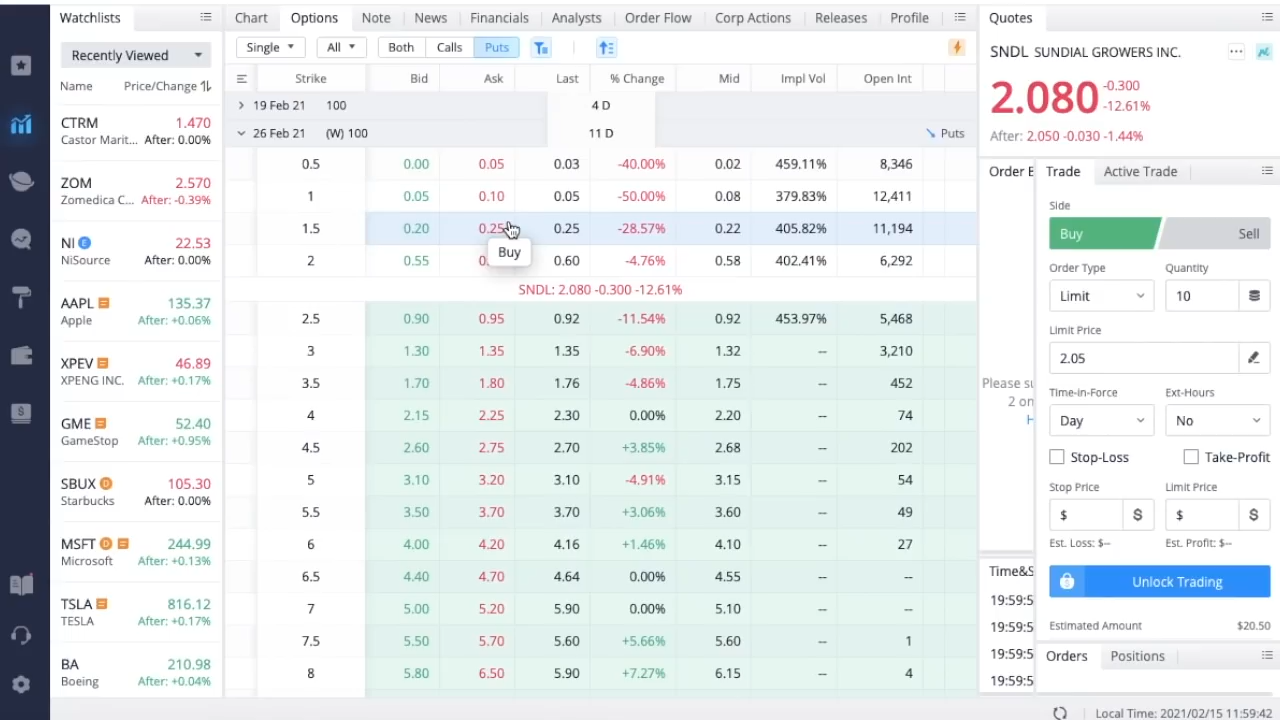 Watchlists
Recently Viewed
Name Price/Change
CTRM 1.470
Castor Marit... After: 0.00%
ZOM 2.570
Zomedica C... After: -0.39%
NI E 22.53
NiSource After: 0.00%
AAPL 135.37
Apple After: +0.06%
XPEV 46.89
XPENG INC. After: +0.17%
GME 52.40
GameStop After: +0.95%
SBUX D 105.30
Starbucks After: 0.00%
MSFT D 244.99
Microsoft After: +0.13%
TSLA 816.12
TESLA After: +0.17%
BA 210.98
Boeing After: +0.04%
Chart Options Note News Financials Analysts Order Flow Corp Actions Releases Profile
Single All Both Calls Puts
Strike Bid Ask Last % Change Mid Impl Vol Open Int
19 Feb 21 100 4 D
26 Feb 21 (W) 100 11 D Puts
0.5 0.00 0.05 0.03 -40.00% 0.02 459.11% 8,346
1 0.05 0.10 0.05 -50.00% 0.08 379.83% 12,411
1.5 0.20 0.25 0.25 -28.57% 0.22 405.82% 11,194
Buy
2 0.55 0.60 -4.76% 0.58 402.41% 6,292
SNDL: 2.080 -0.300 -12.61%
2.5 0.90 0.95 0.92 -11.54% 0.92 453.97% 5,468
3 1.30 1.35 1.35 -6.90% 1.32 -- 3,210
3.5 1.70 1.80 1.76 -4.86% 1.75 -- 452
4 2.15 2.25 2.30 0.00% 2.20 -- 74
4.5 2.60 2.75 2.70 +3.85% 2.68 -- 202
5 3.10 3.20 3.10 -4.91% 3.15 -- 54
5.5 3.50 3.70 3.70 +3.06% 3.60 -- 49
6 4.00 4.20 4.16 +1.46% 4.10 -- 27
6.5 4.40 4.70 4.64 0.00% 4.55 -- --
7 5.00 5.20 5.90 0.00% 5.10 -- --
7.5 5.50 5.70 5.60 +5.66% 5.60 -- 1
8 5.80 6.50 5.90 +7.27% 6.15 -- 4
Quotes
SNDL SUNDIAL GROWERS INC.
2.080 -0.300
-12.61%
After: 2.050 -0.030 -1.44%
Order
Please
2 on
Time&S
19:59:5
19:59:5
19:59:5
19:59:5
Trade Active Trade
Side
Buy Sell
Order Type Quantity
Limit 10
Limit Price
2.05
Time-in-Force Ext-Hours
Day No
Stop-Loss Take-Profit
Stop Price Limit Price
$ $ $ $
Est. Loss: $-- Est. Profit: $--
Unlock Trading
Estimated Amount $20.50
Orders Positions
Local Time: 2021/02/15 11:59:42